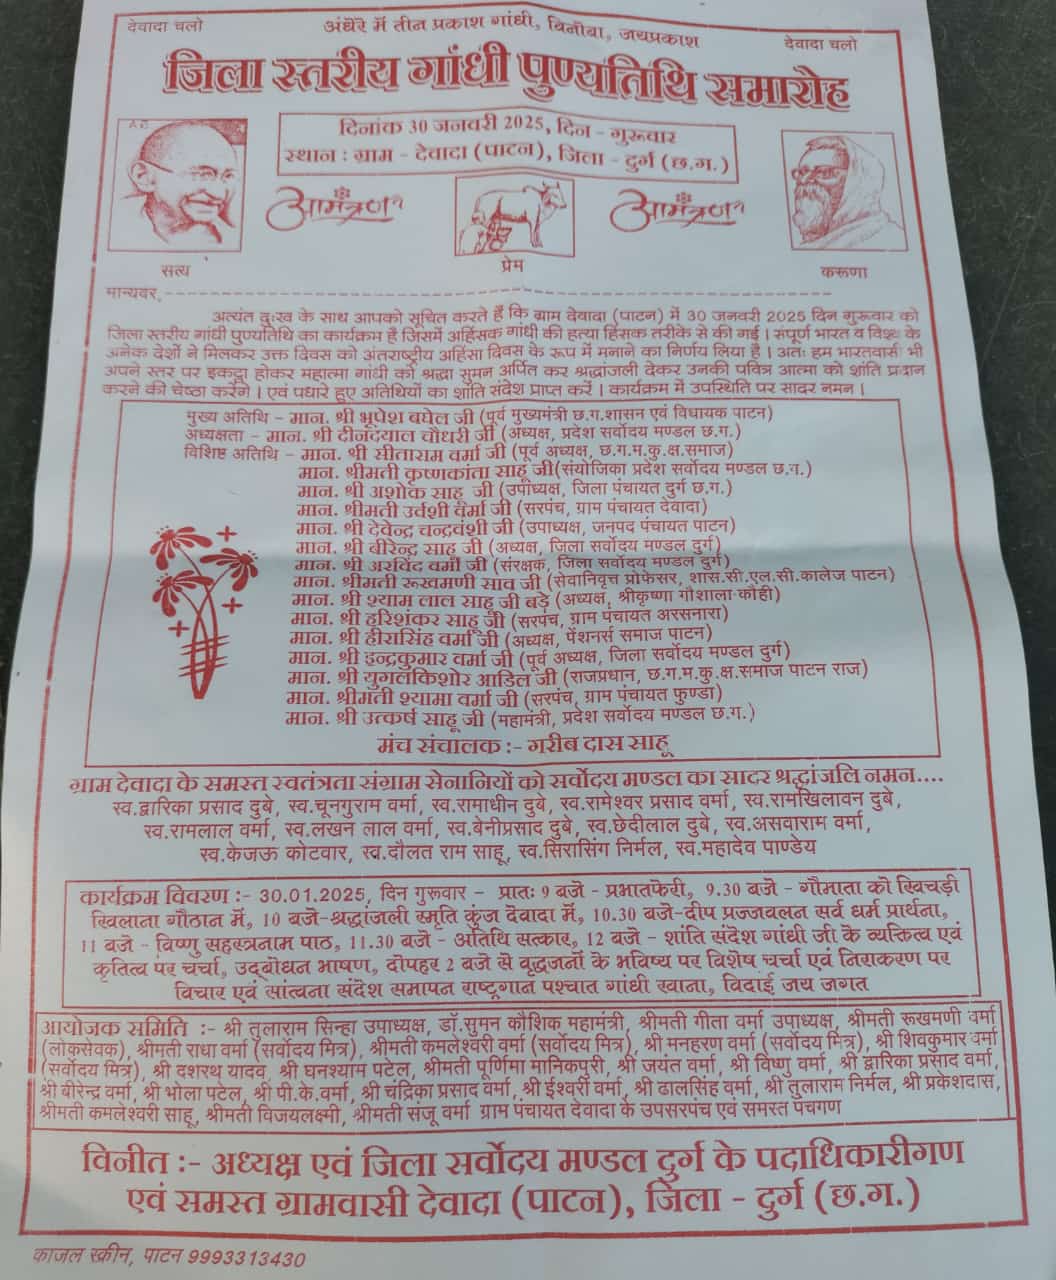 देवादा चलो
अंधेरे में तीन प्रकाश गांधी, विनोबा, जयप्रकाश
देवादा चलो
जिला स्तरीय गांधी पुण्यतिथि समारोह
दिनांक 30 जनवरी 2025, दिन - गुरूवार
स्थान : ग्राम - देवादा (पाटन), जिला - दुर्ग (छ.ग.)
आमंत्रण
आमंत्रण
सत्य
प्रेम
करूणा
मान्यवर,
अत्यंत दुःख के साथ आपको सूचित करते हैं कि ग्राम देवादा (पाटन) में 30 जनवरी 2025 दिन गुरूवार को
जिला स्तरीय गांधी पुण्यतिथि का कार्यक्रम है जिसमें अहिंसक गांधी की हत्या हिंसक तरीके से की गई। संपूर्ण भारत व विश्व के
अनेक देशों ने मिलकर उक्त दिवस को अंतराष्ट्रीय अहिंसा दिवस के रूप में मनाने का निर्णय लिया है। अतः हम भारतवासी भी
अपने स्तर पर इकट्ठा होकर महात्मा गांधी को श्रद्धा सुमन अर्पित कर श्रद्धांजली देकर उनकी पवित्र आत्मा को शांति प्रदान
करने की चेष्ठा करेंगे। एवं पधारे हुए अतिथियों का शांति संदेश प्राप्त करें। कार्यक्रम में उपस्थिति पर सादर नमन।
मुख्य अतिथि - मान. श्री भूपेश बघेल जी (पूर्व मुख्यमंत्री छ.ग.शासन एवं विधायक पाटन)
अध्यक्षता - मान. श्री दीनदयाल चौधरी जी (अध्यक्ष, प्रदेश सर्वोदय मण्डल छ.ग.)
विशिष्ट अतिथि - मान. श्री सीताराम वर्मा जी (पूर्व अध्यक्ष, छ.ग.म.कु.क्ष.समाज)
मान. श्रीमती कृष्णकांता साहू जी(संयोजिका प्रदेश सर्वोदय मण्डल छ.ग.)
मान. श्री अशोक साहू जी (उपाध्यक्ष, जिला पंचायत दुर्ग छ.ग.)
मान. श्रीमती उर्वशी वर्मा जी (सरपंच, ग्राम पंचायत देवादा)
मान. श्री देवेन्द्र चन्द्रवंशी जी (उपाध्यक्ष, जनपद पंचायत पाटन)
मान. श्री बीरेन्द्र साहू जी (अध्यक्ष, जिला सर्वोदय मण्डल दुर्ग)
मान. श्री अरविंद वर्मा जी (संरक्षक, जिला सर्वोदय मण्डल दुर्ग)
मान. श्रीमती रूखमणी साव जी (सेवानिवृच प्रोफेसर, शास.सी.एल.सी.कालेज पाटन)
मान. श्री श्याम लाल साहू जी बड़े (अध्यक्ष, श्रीकृष्णा गौशाला-कौही)
मान. श्री हरिशंकर साहू जी (सरपंच, ग्राम पंचायत अरसनारा)
मान. श्री हीरासिंह वर्मा जी (अध्यक्ष, पेंशनर्स समाज पाटन)
मान. श्री इन्द्रकुमार वर्मा जी (पूर्व अध्यक्ष, जिला सर्वोदय मण्डल दुर्ग)
मान. श्री युगलकिशोर आडिल जी (राजप्रधान, छ.ग.म.कु.क्ष.समाज पाटन राज)
मान. श्रीमती श्यामा वर्मा जी (सरपंच, ग्राम पंचायत फुण्डा)
मान. श्री उत्कर्ष साहू जी (महामंत्री, प्रदेश सर्वोदय मण्डल छ.ग.)
मंच संचालक :- गरीब दास साहू
ग्राम देवादा के समस्त स्वतंत्रता संग्राम सेनानियों को सर्वोदय मण्डल का सादर श्रद्धांजलि नमन....
स्व.द्वारिका प्रसाद दुबे, स्व.चूनगुराम वर्मा, स्व.रामाधीन दुबे, स्व.रामेश्वर प्रसाद वर्मा, स्व.रामखिलावन दुबे,
स्व.रामलाल वर्मा, स्व.लखन लाल वर्मा, स्व.बेनीप्रसाद दुबे, स्व.छेदीलाल दुबे, स्व.असवाराम वर्मा,
स्व.केजऊ कोटवार, स्व.दौलत राम साहू, स्व.सिरासिंग निर्मल, स्व.महादेव पाण्डेय
कार्यक्रम विवरण :- 30.01.2025, दिन गुरूवार - प्रातः 9 बजे - प्रभातफेरी, 9.30 बजे - गौमाता को खिचड़ी
खिलाना गौठान में, 10 बजे-श्रद्धांजली स्मृति कुंज देवादा में, 10.30 बजे-दीप प्रज्जवलन सर्व धर्म प्रार्थना,
11 बजे - विष्णु सहस्त्रनाम पाठ, 11.30 बजे - अतिथि सत्कार, 12 बजे - शांति संदेश गांधी जी के व्यक्तित्व एवं
कृतित्व पर चर्चा, उद्बोधन भाषण, दोपहर 2 बजे से वृद्धजनों के भविष्य पर विशेष चर्चा एवं निराकरण पर
विचार एवं सांत्वना संदेश समापन राष्ट्रगान पश्चात गांधी खाना, विदाई जय जगत
आयोजक समिति :- श्री तुलाराम सिन्हा उपाध्यक्ष, डॉ.सुमन कौशिक महामंत्री, श्रीमती गीता वर्मा उपाध्यक्ष, श्रीमती रूखमणी वर्मा
(लोकसेवक), श्रीमती राधा वर्मा (सर्वोदय मित्र), श्रीमती कमलेश्वरी वर्मा (सर्वोदय मित्र), श्री मनहरण वर्मा (सर्वोदय मित्र), श्री शिवकुमार वर्मा
(सर्वोदय मित्र), श्री दशरथ यादव, श्री घनश्याम पटेल, श्रीमती पूर्णिमा मानिकपुरी, श्री जयंत वर्मा, श्री विष्णु वर्मा, श्री द्वारिका प्रसाद वर्मा,
श्री बीरेन्द्र वर्मा, श्री भोला पटेल, श्री पी.के.वर्मा, श्री चंद्रिका प्रसाद वर्मा, श्री ईश्वरी वर्मा, श्री ढालसिंह वर्मा, श्री तुलाराम निर्मल, श्री प्रकेशदास,
श्रीमती कमलेश्वरी साहू, श्रीमती विजयलक्ष्मी, श्रीमती संजू वर्मा ग्राम पंचायत देवादा के उपसरपंच एवं समस्त पंचगण
विनीत :- अध्यक्ष एवं जिला सर्वोदय मण्डल दुर्ग के पदाधिकारीगण
एवं समस्त ग्रामवासी देवादा (पाटन), जिला - दुर्ग (छ.ग.)
काजल स्क्रीन, पाटन 9993313430